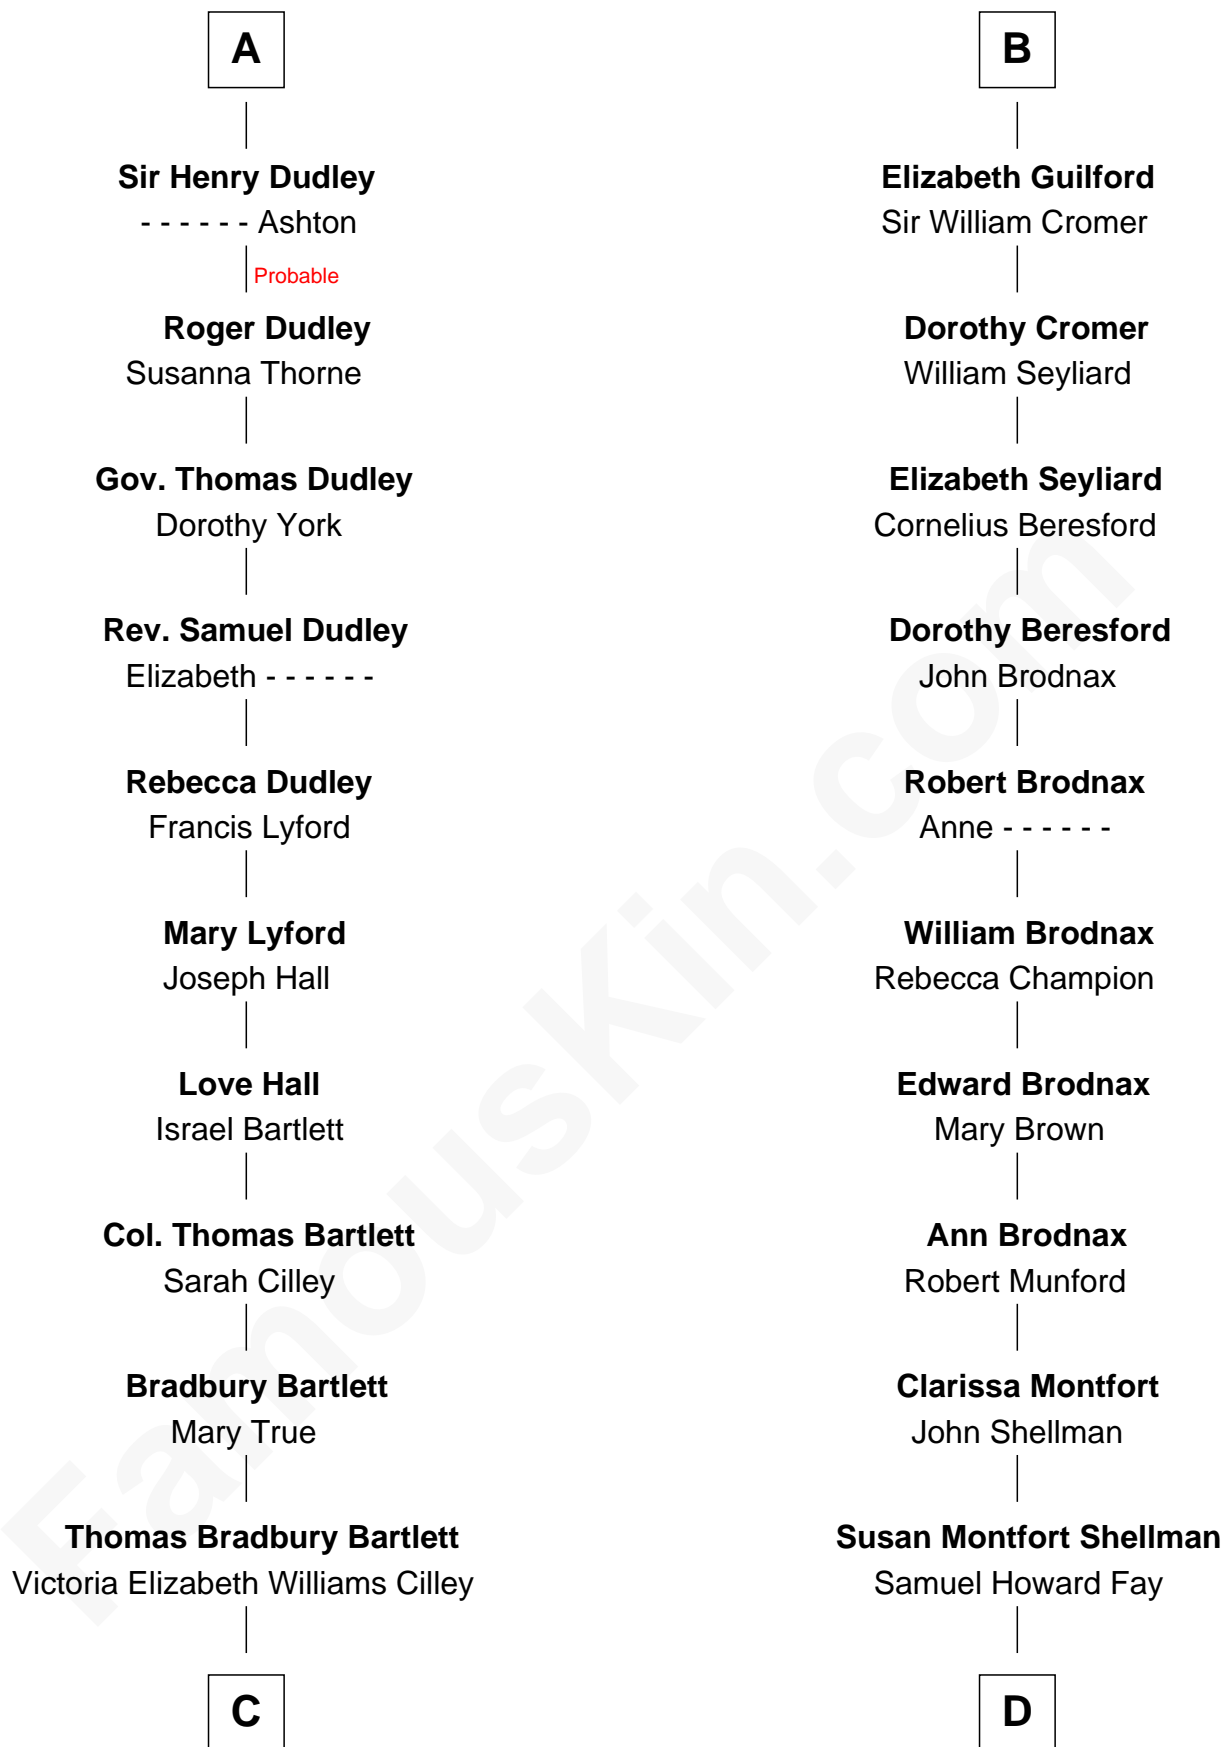 A
Sir Henry Dudley
- - - - - - Ashton
Probable
Roger Dudley
Susanna Thorne
Gov. Thomas Dudley
Dorothy York
Rev. Samuel Dudley
Elizabeth - - - - - -
Rebecca Dudley
Francis Lyford
Mary Lyford
Joseph Hall
Love Hall
Israel Bartlett
Col. Thomas Bartlett
Sarah Cilley
Bradbury Bartlett
Mary True
Thomas Bradbury Bartlett
Victoria Elizabeth Williams Cilley
C
B
Elizabeth Guilford
Sir William Cromer
Dorothy Cromer
William Seyliard
Elizabeth Seyliard
Cornelius Beresford
Dorothy Beresford
John Brodnax
Robert Brodnax
Anne - - - - - -
William Brodnax
Rebecca Champion
Edward Brodnax
Mary Brown
Ann Brodnax
Robert Munford
Clarissa Montfort
John Shellman
Susan Montfort Shellman
Samuel Howard Fay
D
FamousKin.com